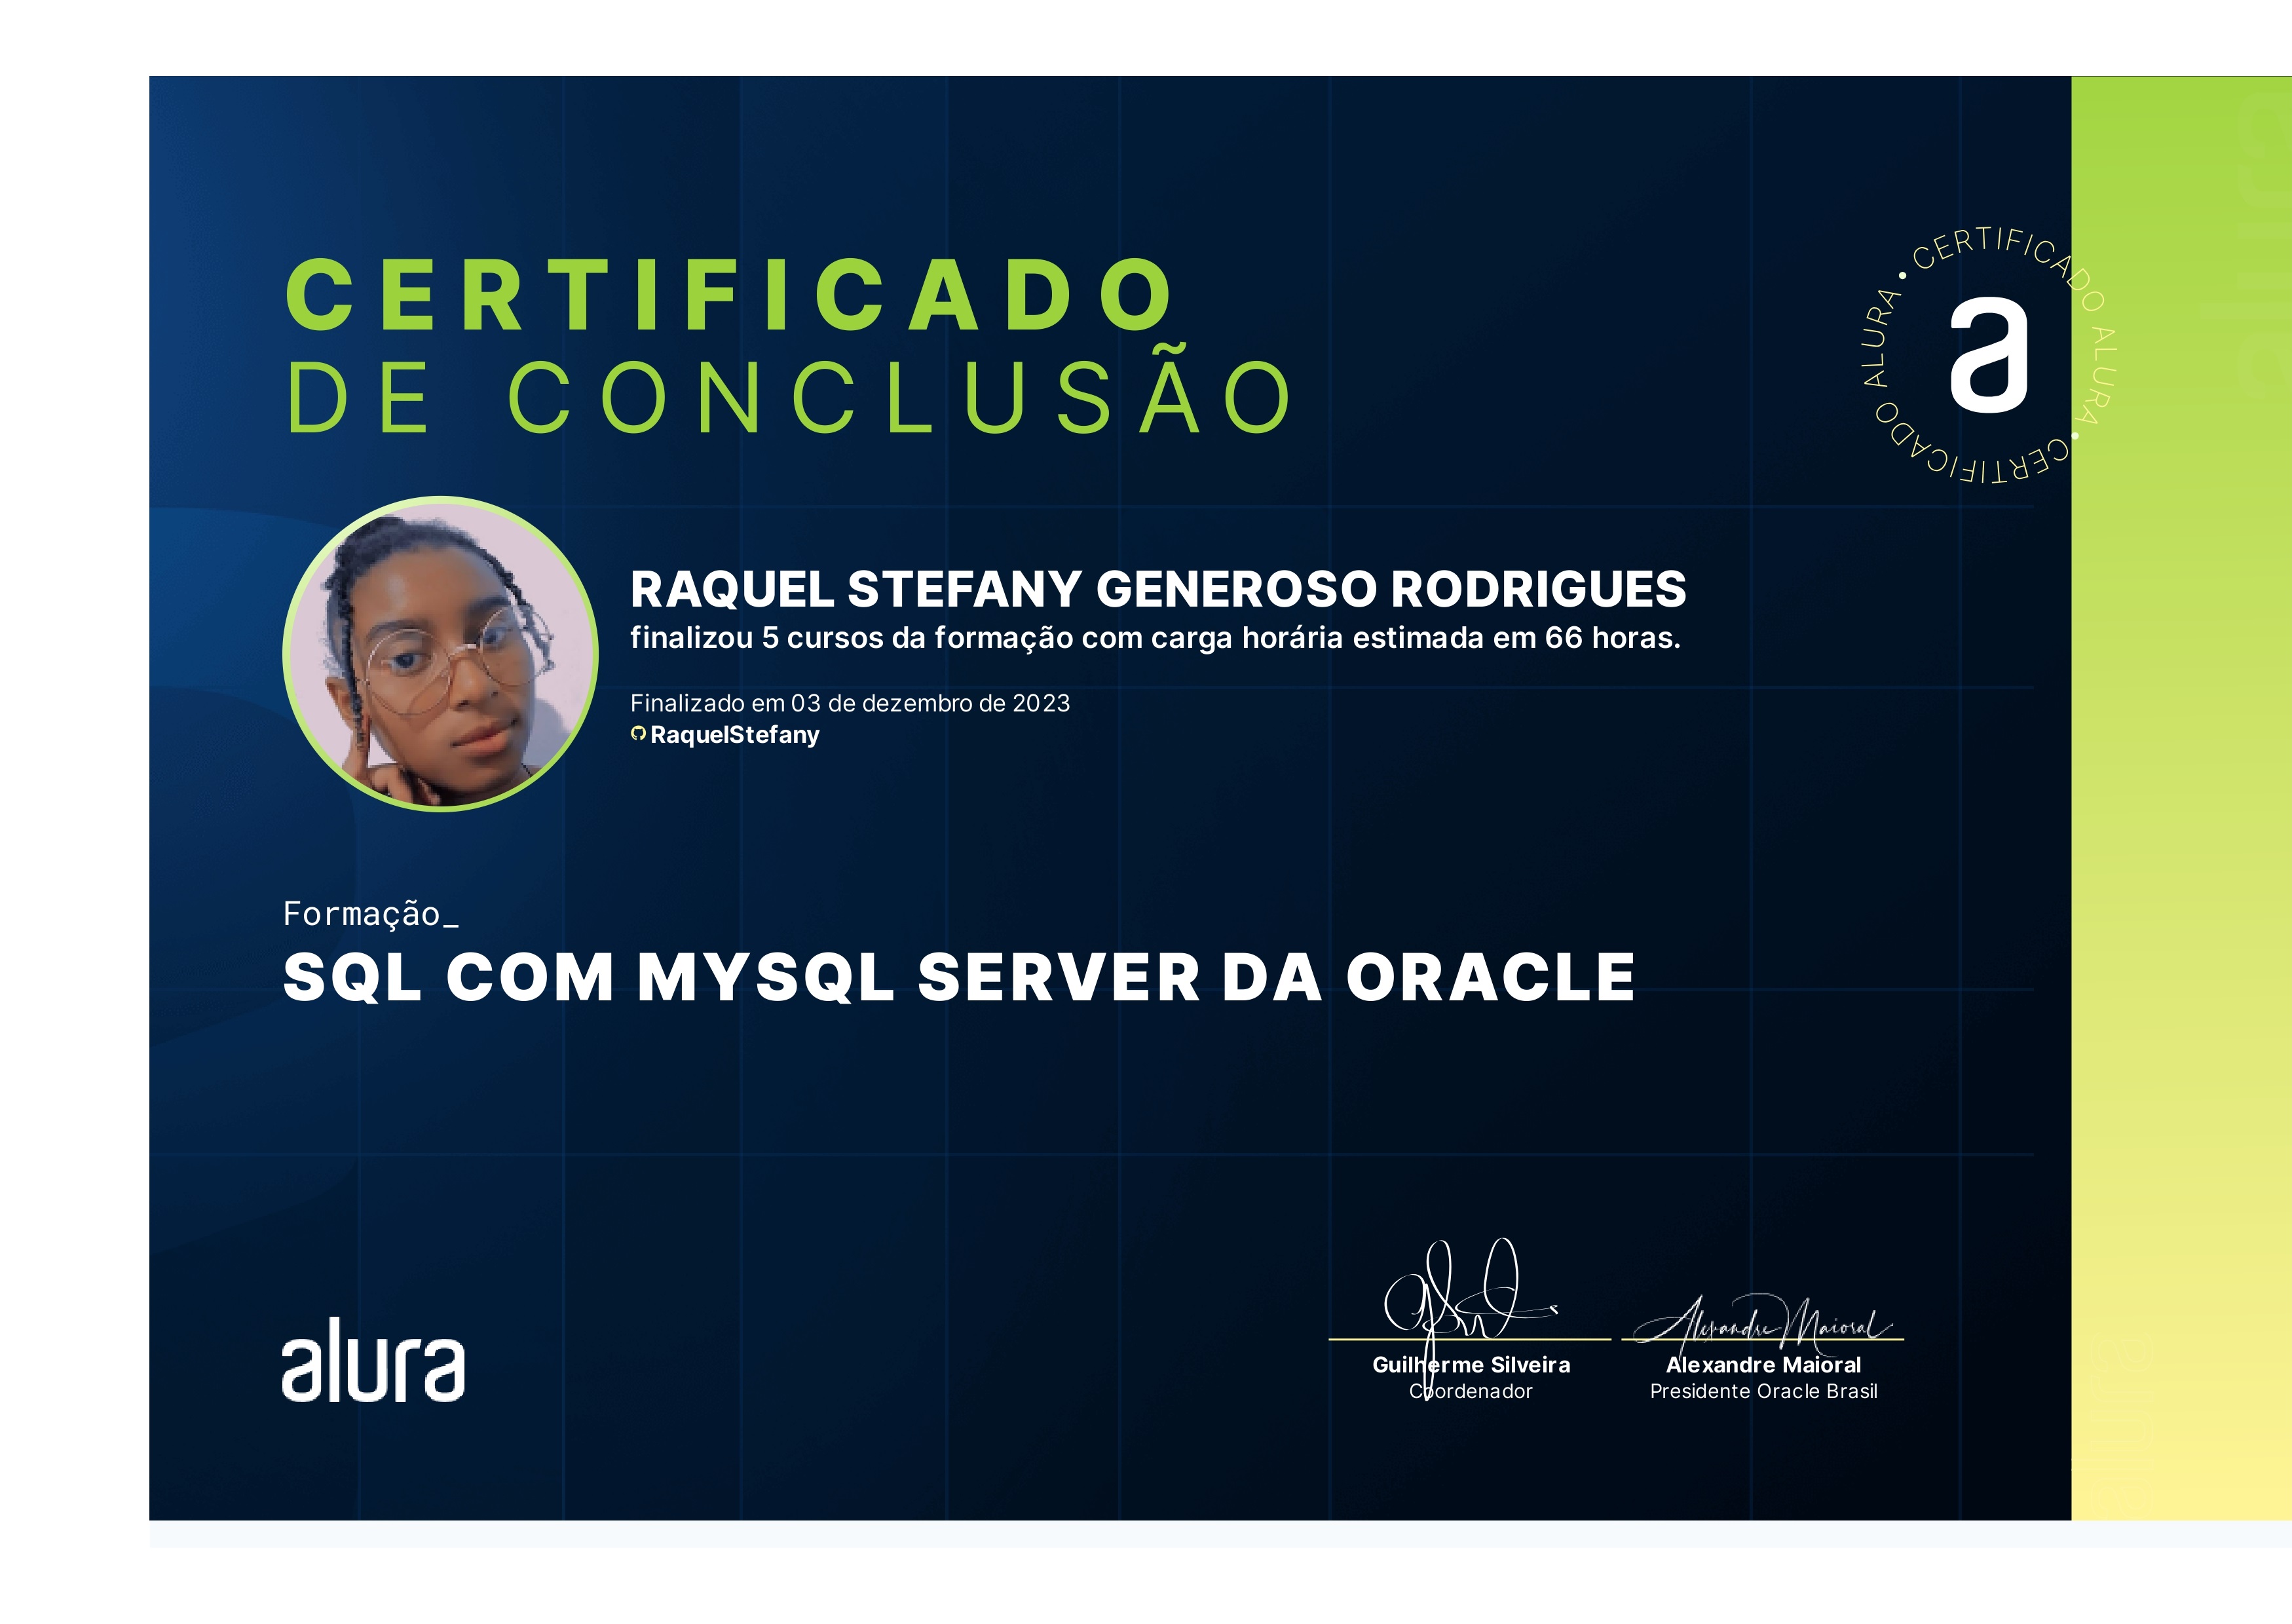 CERTIFICADO
DE CONCLUSÃO
CERTIFICADO ALURA • CERTIFICADO ALURA •
a
RAQUEL STEFANY GENEROSO RODRIGUES
finalizou 5 cursos da formação com carga horária estimada em 66 horas.
Finalizado em 03 de dezembro de 2023
RaquelStefany
Formação_
SQL COM MYSQL SERVER DA ORACLE
alura
Alexandre Maioral
Guilherme Silveira
Alexandre Maioral
Coordenador
Presidente Oracle Brasil